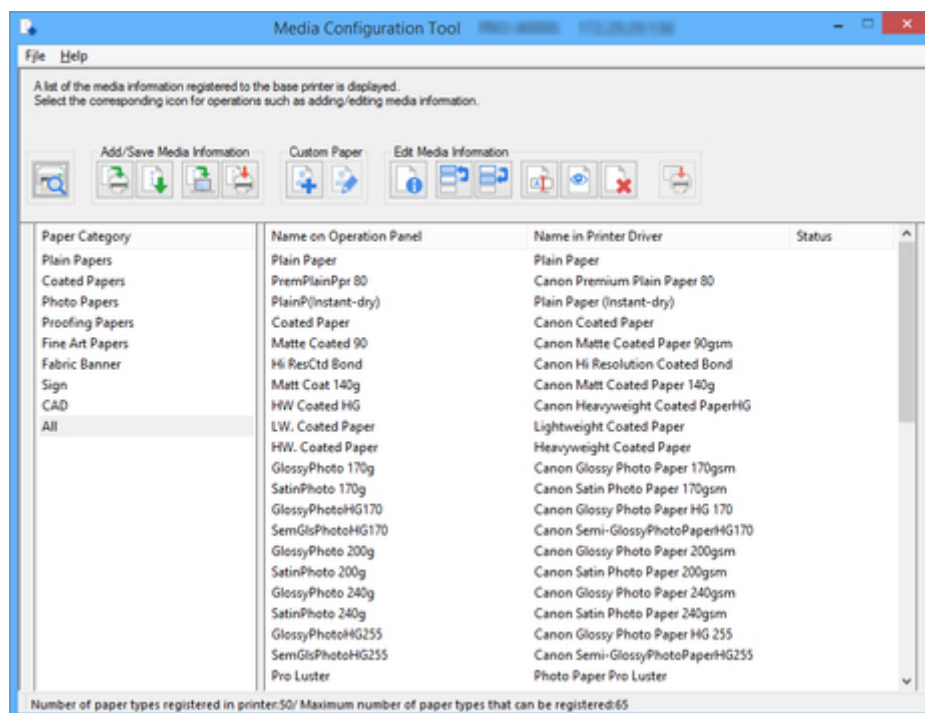 Media Configuration Tool
File Help
A list of the media information registered to the base printer is displayed.
Select the corresponding icon for operations such as adding/editing media information.
Add/Save Media Information Custom Paper Edit Media Information
Paper Category Name on Operation Panel Name in Printer Driver Status
Plain Papers Plain Paper Plain Paper
Coated Papers PremPlainPpr 80 Canon Premium Plain Paper 80
Photo Papers PlainP(Instant-dry) Plain Paper (Instant-dry)
Proofing Papers Coated Paper Canon Coated Paper
Fine Art Papers Matte Coated 90 Canon Matte Coated Paper 90gsm
Fabric Banner Hi ResCtd Bond Canon Hi Resolution Coated Bond
Sign Matt Coat 140g Canon Matt Coated Paper 140g
CAD HW Coated HG Canon Heavyweight Coated PaperHG
All LW. Coated Paper Lightweight Coated Paper
HW. Coated Paper Heavyweight Coated Paper
GlossyPhoto 170g Canon Glossy Photo Paper 170gsm
SatinPhoto 170g Canon Satin Photo Paper 170gsm
GlossyPhotoHG170 Canon Glossy Photo Paper HG 170
SemGlsPhotoHG170 Canon Semi-GlossyPhotoPaperHG170
GlossyPhoto 200g Canon Glossy Photo Paper 200gsm
SatinPhoto 200g Canon Satin Photo Paper 200gsm
GlossyPhoto 240g Canon Glossy Photo Paper 240gsm
SatinPhoto 240g Canon Satin Photo Paper 240gsm
GlossyPhotoHG255 Canon Glossy Photo Paper HG 255
SemGlsPhotoHG255 Canon Semi-GlossyPhotoPaperHG255
Pro Luster Photo Paper Pro Luster
Number of paper types registered in printer:50/ Maximum number of paper types that can be registered:65